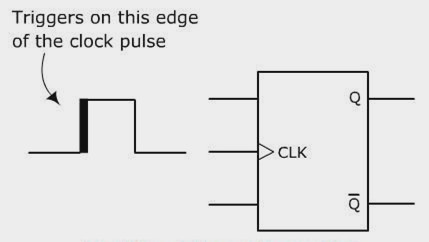 Triggers on this edge
of the clock pulse
Q
CLK
Q̅